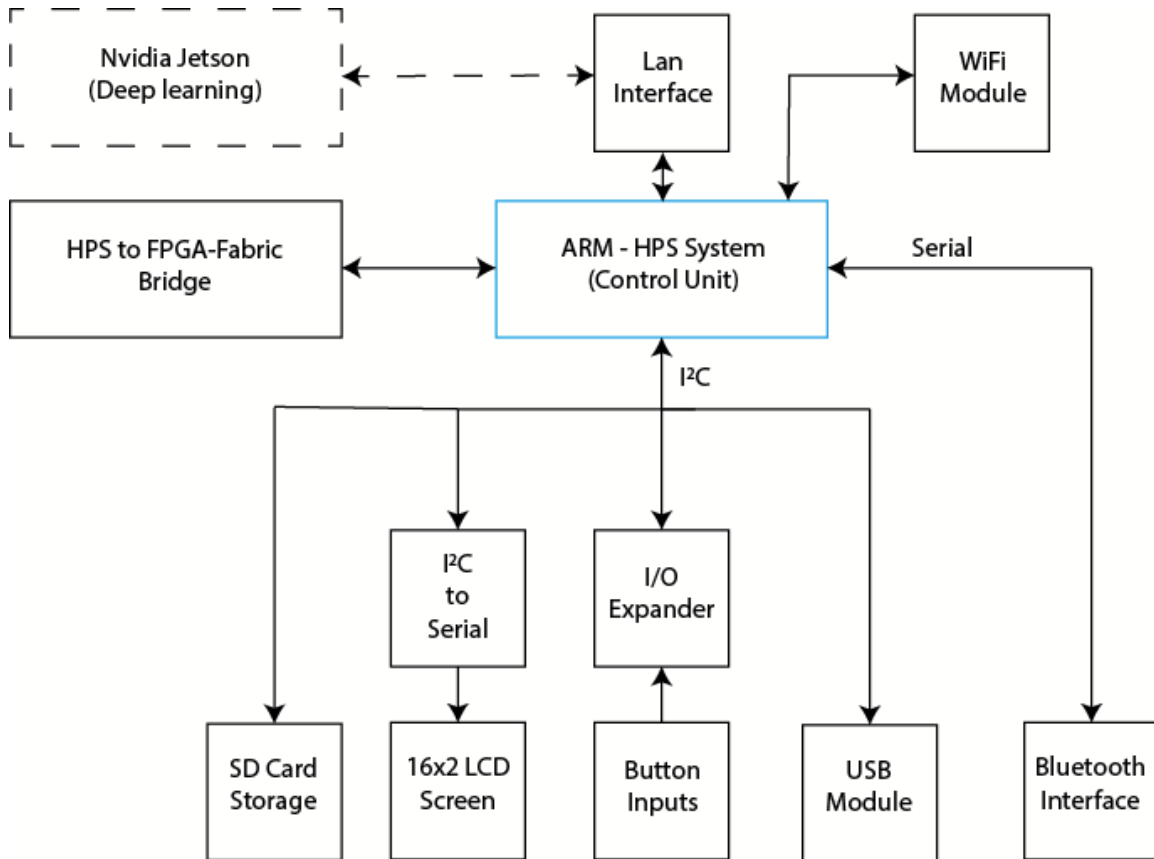 Nvidia Jetson
(Deep learning)
Lan
Interface
WiFi
Module
HPS to FPGA-Fabric
Bridge
ARM - HPS System
(Control Unit)
Serial
I²C
I²C
to
Serial
I/O
Expander
SD Card
Storage
16x2 LCD
Screen
Button
Inputs
USB
Module
Bluetooth
Interface